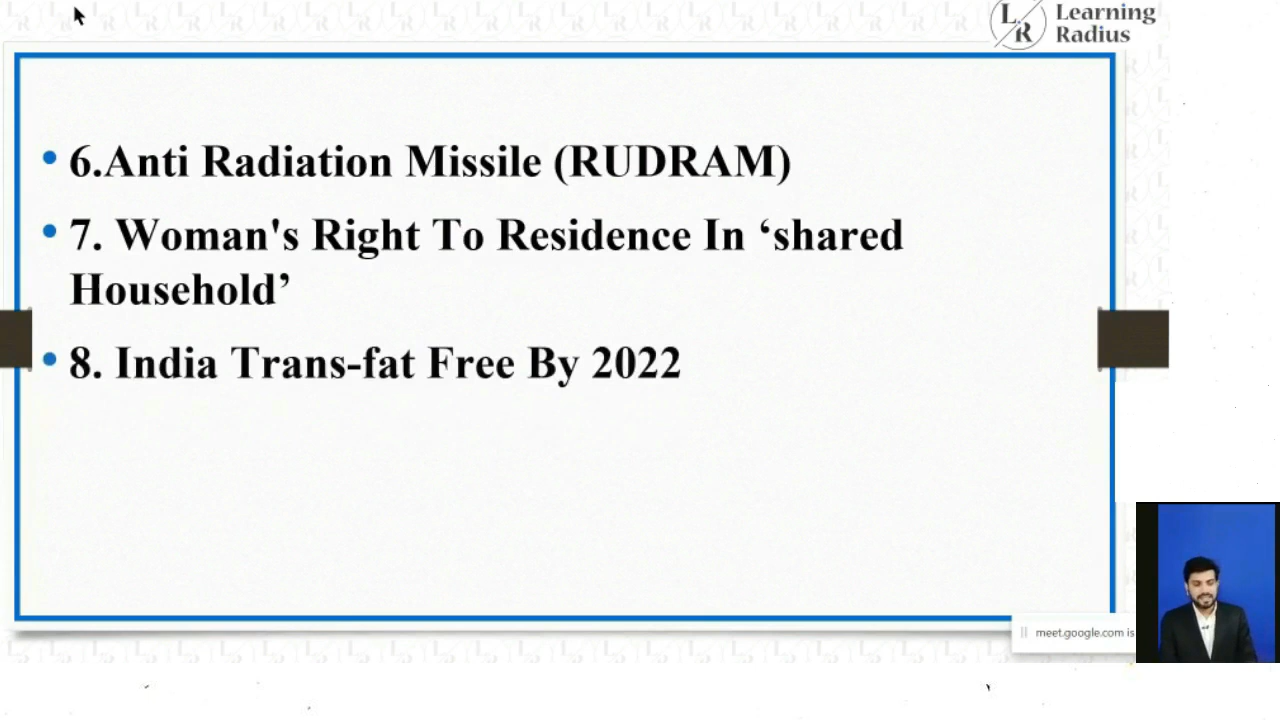 L
R
Learning
Radius
• 6.Anti Radiation Missile (RUDRAM)
• 7. Woman's Right To Residence In ‘shared
Household’
• 8. India Trans-fat Free By 2022
meet.google.com is